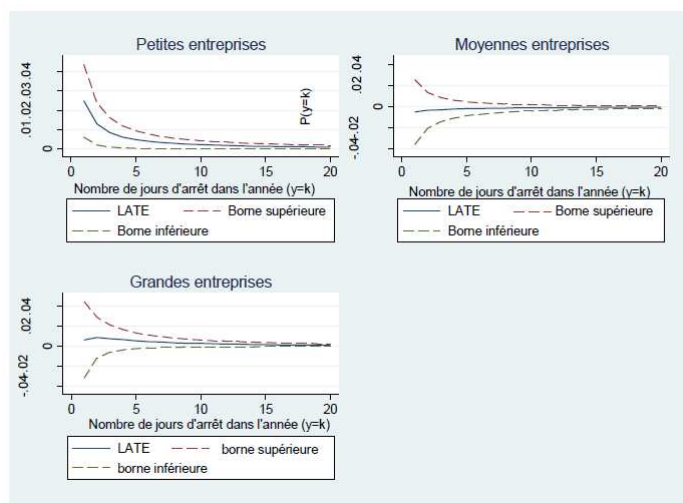 Petites entreprises
.01.02.03.04
0
P(y=k)
0 5 10 15 20
Nombre de jours d'arrêt dans l'année (y=k)
LATE Borne supérieure
Borne inférieure
Moyennes entreprises
.02 .04
0
-.04-.02
0 5 10 15 20
Nombre de jours d'arrêt dans l'année (y=k)
LATE Borne supérieure
Borne inférieure
Grandes entreprises
.02 .04
0
-.04-.02
0 5 10 15 20
Nombre de jours d'arrêt dans l'année (y=k)
LATE borne supérieure
borne inférieure